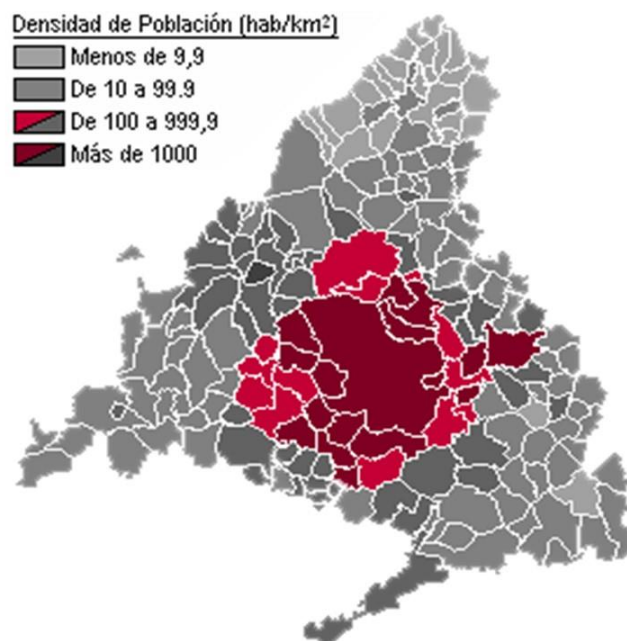 Densidad de Población (hab/km²)
Menos de 9,9
De 10 a 99.9
De 100 a 999,9
Más de 1000